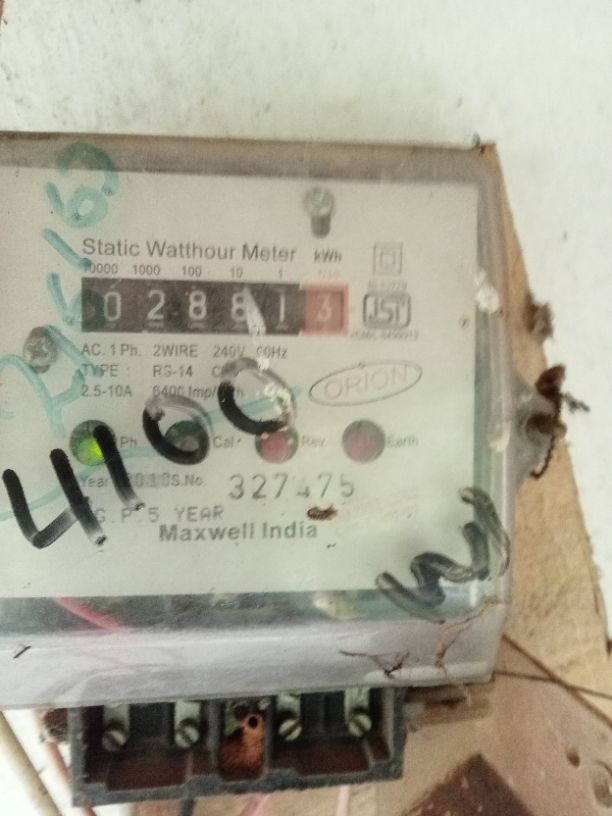 Static Watthour Meter kWh
10000 1000 100 10 1
0 2 8 8 1 3
AC. 1 Ph. 2WIRE 240V
TYPE : RS-14
2.5-10A 6400 Imp/
ORION
4100
Ph. Cal. Rev. Earth
Year S.No. 327475
G.P 5 YEAR
Maxwell India